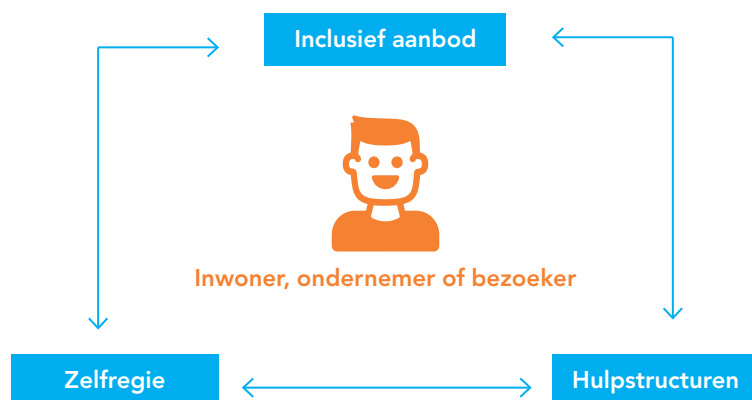 Inclusief aanbod
Inwoner, ondernemer of bezoeker
Zelfregie
Hulpstructuren